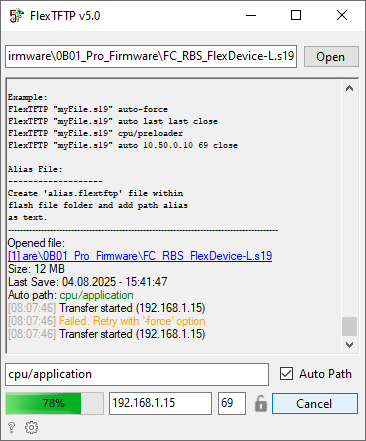 FlexTFTP v5.0
irmware\0B01_Pro_Firmware\FC_RBS_FlexDevice-L.s19
Open
Example:
FlexTFTP "myFile.s19" auto-force
FlexTFTP "myFile.s19" auto last last close
FlexTFTP "myFile.s19" cpu/preloader
FlexTFTP "myFile.s19" auto 10.50.0.10 69 close
Alias File:
-------------------
Create 'alias.flextftp' file within
flash file folder and add path alias
as text.
Opened file:
[1] are\0B01_Pro_Firmware\FC_RBS_FlexDevice-L.s19
Size: 12 MB
Last Save: 04.08.2025 - 15:41:47
Auto path: cpu/application
[08:07:46] Transfer started (192.168.1.15)
[08:07:46] Failed. Retry with '-force' option
[08:07:46] Transfer started (192.168.1.15)
cpu/application
Auto Path
78%
192.168.1.15
69
Cancel
?